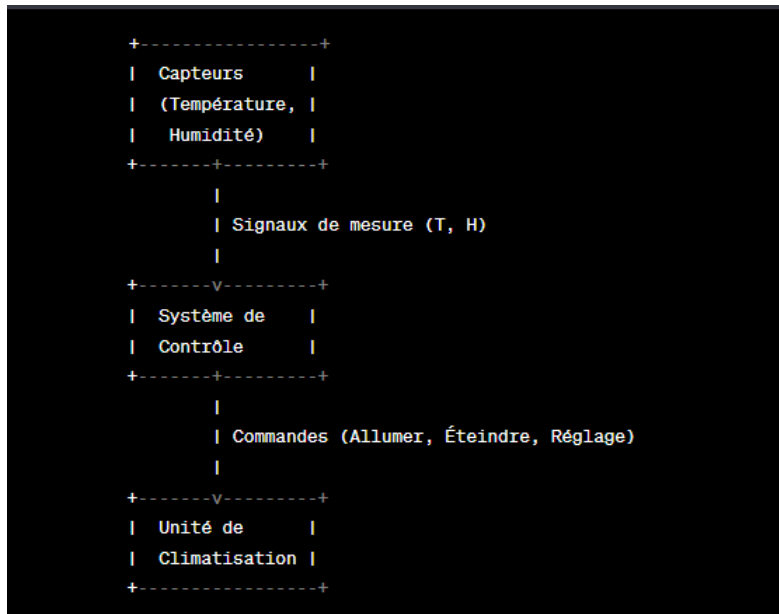 +-----------------+
|  Capteurs      |
|  (Température, |
|   Humidité)    |
+-------+---------+
        |
        | Signaux de mesure (T, H)
        |
+-------v---------+
|  Système de    |
|  Contrôle      |
+-------+---------+
        |
        | Commandes (Allumer, Éteindre, Réglage)
        |
+-------v---------+
|  Unité de      |
|  Climatisation |
+-----------------+